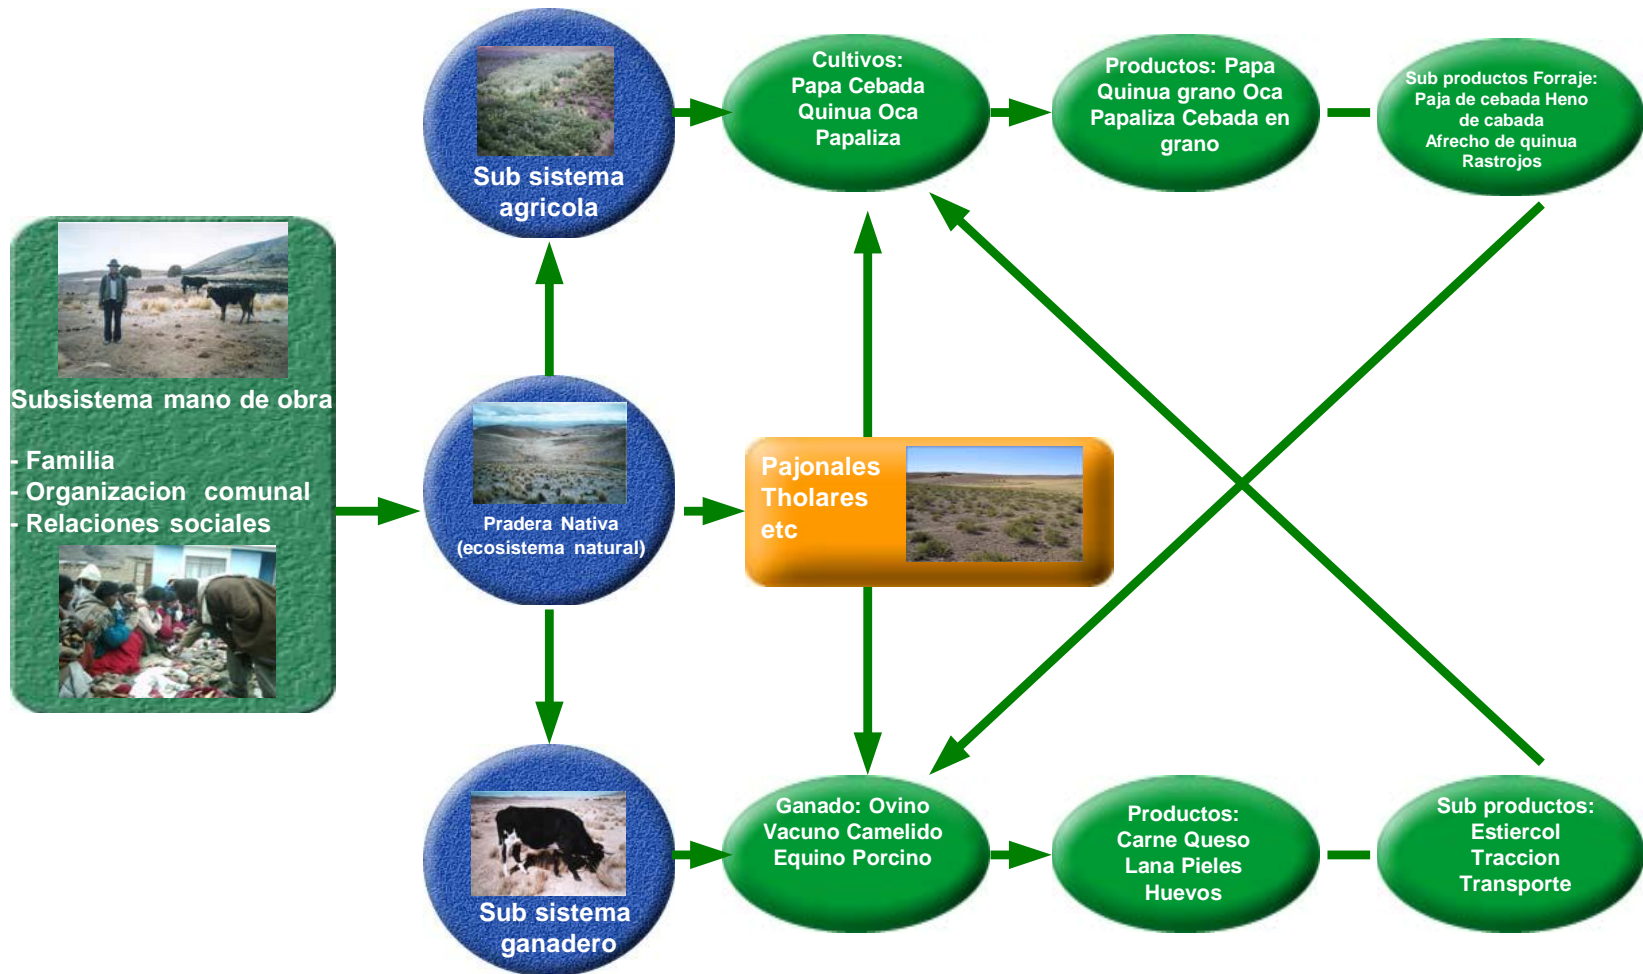 Subsistema mano de obra
- Familia
- Organizacion comunal
- Relaciones sociales
Sub sistema
agricola
Pradera Nativa
(ecosistema natural)
Sub sistema
ganadero
Cultivos:
Papa Cebada
Quinua Oca
Papaliza
Productos: Papa
Quinua grano Oca
Papaliza Cebada en
grano
Sub productos Forraje:
Paja de cebada Heno
de cabada
Afrecho de quinua
Rastrojos
Pajonales
Tholares
etc
Ganado: Ovino
Vacuno Camelido
Equino Porcino
Productos:
Carne Queso
Lana Pieles
Huevos
Sub productos:
Estiercol
Traccion
Transporte